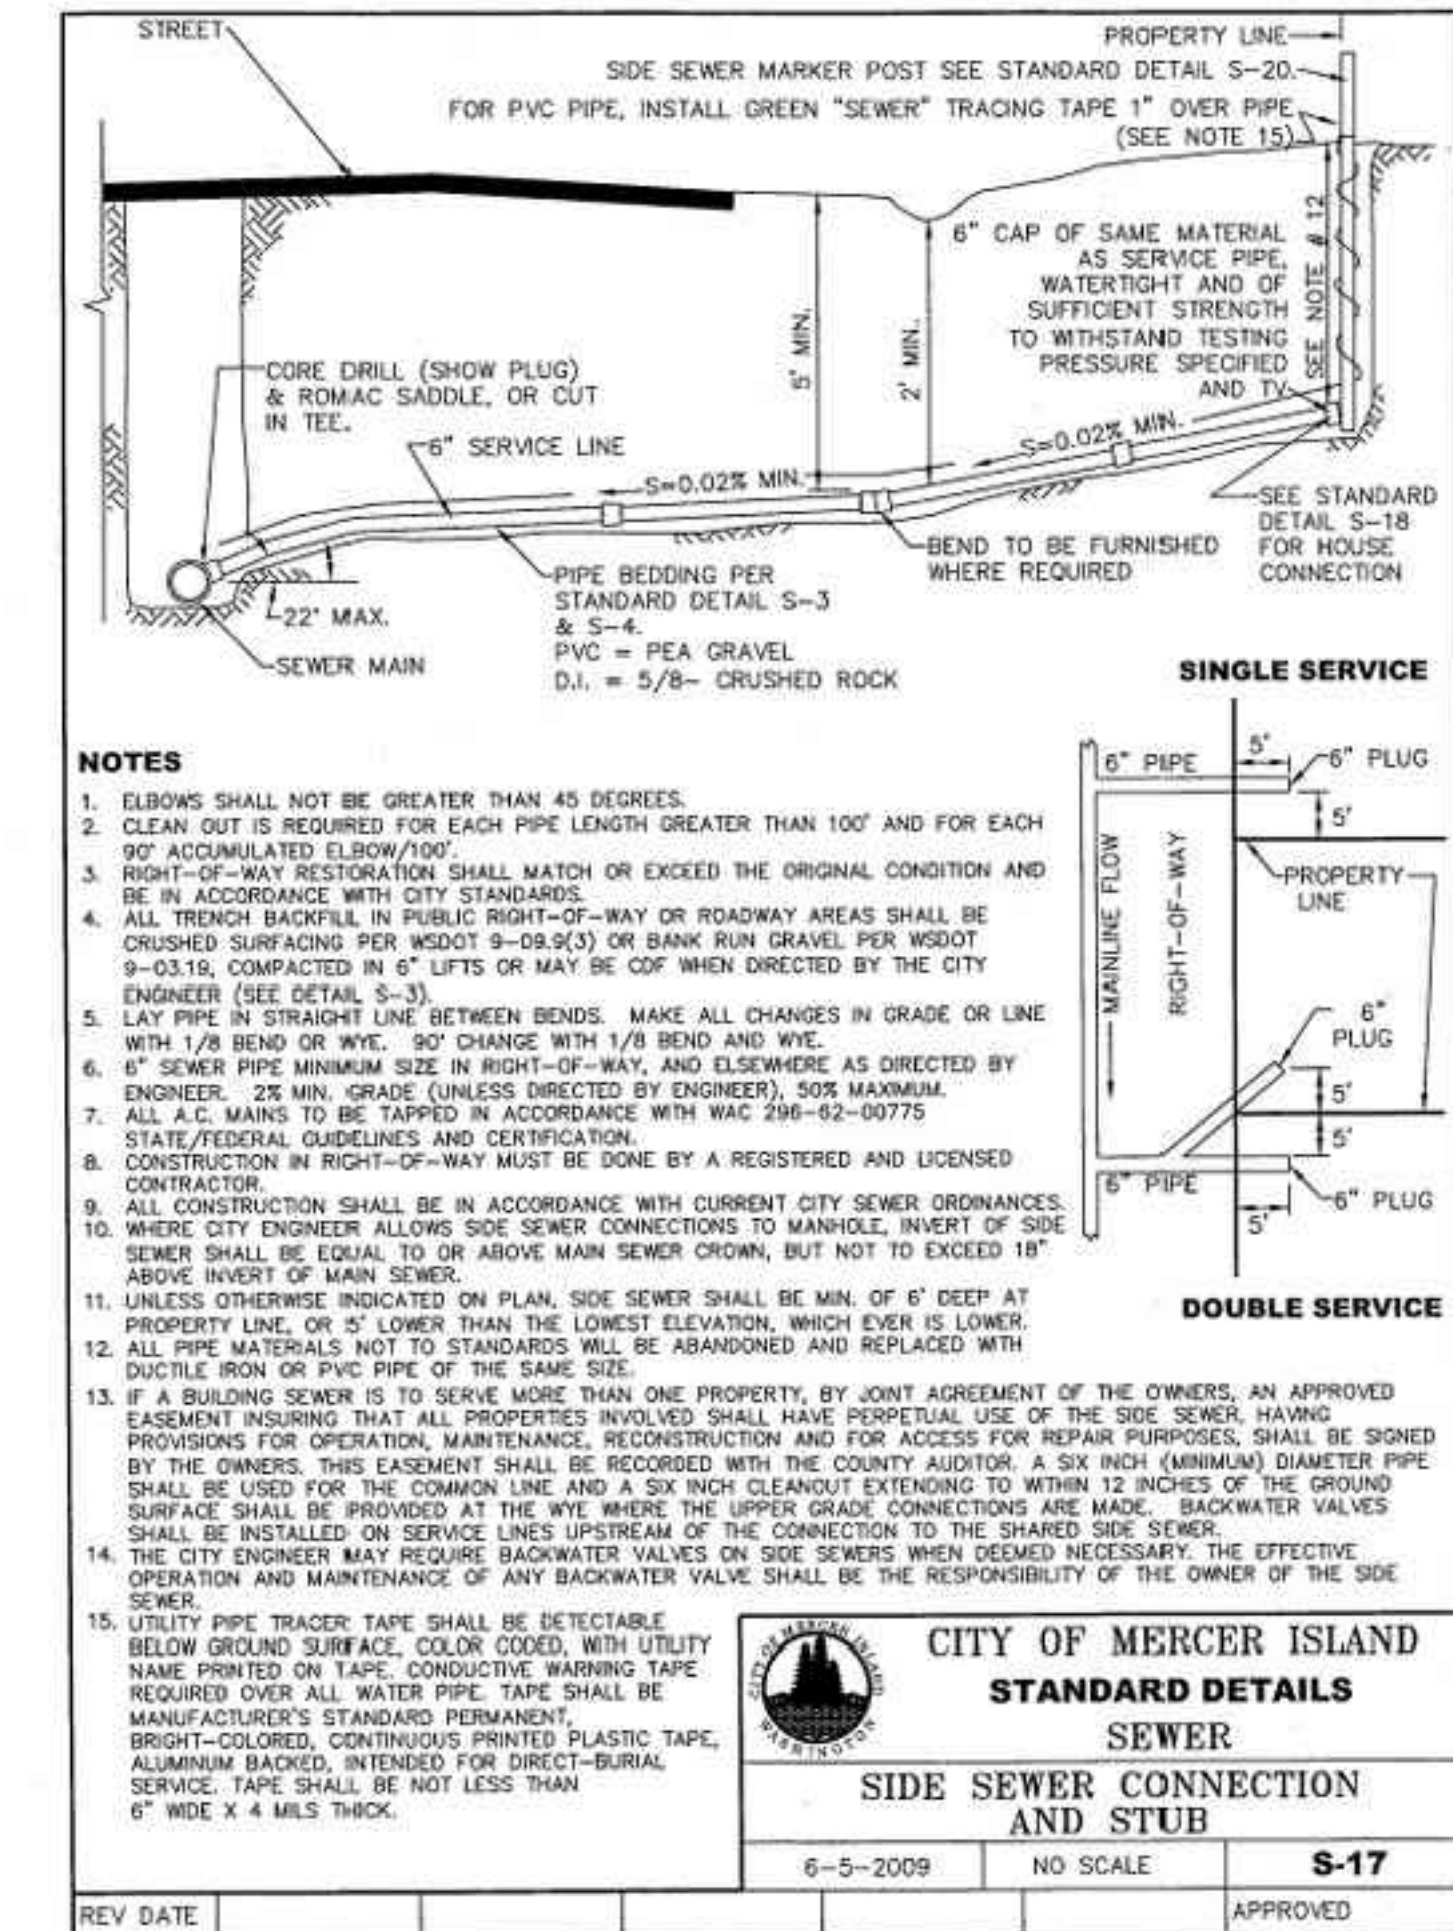 STREET
PROPERTY LINE
SIDE SEWER MARKER POST SEE STANDARD DETAIL S-20.
FOR PVC PIPE, INSTALL GREEN "SEWER" TRACING TAPE 1" OVER PIPE
(SEE NOTE 15)
6" CAP OF SAME MATERIAL
AS SERVICE PIPE,
WATERTIGHT AND OF
SUFFICIENT STRENGTH
TO WITHSTAND TESTING
PRESSURE SPECIFIED
AND TV
SEE NOTE # 12
5' MIN.
2' MIN.
CORE DRILL (SHOW PLUG)
& ROMAC SADDLE, OR CUT
IN TEE.
6" SERVICE LINE
S=0.02% MIN.
S=0.02% MIN.
SEE STANDARD
DETAIL S-18
FOR HOUSE
CONNECTION
BEND TO BE FURNISHED
WHERE REQUIRED
PIPE BEDDING PER
STANDARD DETAIL S-3
& S-4.
PVC = PEA GRAVEL
D.I. = 5/8- CRUSHED ROCK
22° MAX.
SEWER MAIN
SINGLE SERVICE
6" PIPE
5'
6" PLUG
5'
MAINLINE FLOW
RIGHT-OF-WAY
PROPERTY
LINE
6"
PLUG
5'
5'
6" PIPE
6" PLUG
5'
DOUBLE SERVICE
NOTES
1. ELBOWS SHALL NOT BE GREATER THAN 45 DEGREES.
2. CLEAN OUT IS REQUIRED FOR EACH PIPE LENGTH GREATER THAN 100' AND FOR EACH
90° ACCUMULATED ELBOW/100'.
3. RIGHT-OF-WAY RESTORATION SHALL MATCH OR EXCEED THE ORIGINAL CONDITION AND
BE IN ACCORDANCE WITH CITY STANDARDS.
4. ALL TRENCH BACKFILL IN PUBLIC RIGHT-OF-WAY OR ROADWAY AREAS SHALL BE
CRUSHED SURFACING PER WSDOT 9-09.9(3) OR BANK RUN GRAVEL PER WSDOT
9-03.19, COMPACTED IN 6" LIFTS OR MAY BE CDF WHEN DIRECTED BY THE CITY
ENGINEER (SEE DETAIL S-3).
5. LAY PIPE IN STRAIGHT LINE BETWEEN BENDS. MAKE ALL CHANGES IN GRADE OR LINE
WITH 1/8 BEND OR WYE. 90° CHANGE WITH 1/8 BEND AND WYE.
6. 6" SEWER PIPE MINIMUM SIZE IN RIGHT-OF-WAY, AND ELSEWHERE AS DIRECTED BY
ENGINEER. 2% MIN. GRADE (UNLESS DIRECTED BY ENGINEER), 50% MAXIMUM.
7. ALL A.C. MAINS TO BE TAPPED IN ACCORDANCE WITH WAC 296-62-00775
STATE/FEDERAL GUIDELINES AND CERTIFICATION.
8. CONSTRUCTION IN RIGHT-OF-WAY MUST BE DONE BY A REGISTERED AND LICENSED
CONTRACTOR.
9. ALL CONSTRUCTION SHALL BE IN ACCORDANCE WITH CURRENT CITY SEWER ORDINANCES.
10. WHERE CITY ENGINEER ALLOWS SIDE SEWER CONNECTIONS TO MANHOLE, INVERT OF SIDE
SEWER SHALL BE EQUAL TO OR ABOVE MAIN SEWER CROWN, BUT NOT TO EXCEED 18"
ABOVE INVERT OF MAIN SEWER.
11. UNLESS OTHERWISE INDICATED ON PLAN, SIDE SEWER SHALL BE MIN. OF 6' DEEP AT
PROPERTY LINE, OR 5' LOWER THAN THE LOWEST ELEVATION, WHICH EVER IS LOWER.
12. ALL PIPE MATERIALS NOT TO STANDARDS WILL BE ABANDONED AND REPLACED WITH
DUCTILE IRON OR PVC PIPE OF THE SAME SIZE.
13. IF A BUILDING SEWER IS TO SERVE MORE THAN ONE PROPERTY, BY JOINT AGREEMENT OF THE OWNERS, AN APPROVED
EASEMENT INSURING THAT ALL PROPERTIES INVOLVED SHALL HAVE PERPETUAL USE OF THE SIDE SEWER, HAVING
PROVISIONS FOR OPERATION, MAINTENANCE, RECONSTRUCTION AND FOR ACCESS FOR REPAIR PURPOSES, SHALL BE SIGNED
BY THE OWNERS. THIS EASEMENT SHALL BE RECORDED WITH THE COUNTY AUDITOR. A SIX INCH (MINIMUM) DIAMETER PIPE
SHALL BE USED FOR THE COMMON LINE AND A SIX INCH CLEANOUT EXTENDING TO WITHIN 12 INCHES OF THE GROUND
SURFACE SHALL BE PROVIDED AT THE WYE WHERE THE UPPER GRADE CONNECTIONS ARE MADE. BACKWATER VALVES
SHALL BE INSTALLED ON SERVICE LINES UPSTREAM OF THE CONNECTION TO THE SHARED SIDE SEWER.
14. THE CITY ENGINEER MAY REQUIRE BACKWATER VALVES ON SIDE SEWERS WHEN DEEMED NECESSARY. THE EFFECTIVE
OPERATION AND MAINTENANCE OF ANY BACKWATER VALVE SHALL BE THE RESPONSIBILITY OF THE OWNER OF THE SIDE
SEWER.
15. UTILITY PIPE TRACER TAPE SHALL BE DETECTABLE
BELOW GROUND SURFACE, COLOR CODED, WITH UTILITY
NAME PRINTED ON TAPE. CONDUCTIVE WARNING TAPE
REQUIRED OVER ALL WATER PIPE. TAPE SHALL BE
MANUFACTURER'S STANDARD PERMANENT,
BRIGHT-COLORED, CONTINUOUS PRINTED PLASTIC TAPE,
ALUMINUM BACKED, INTENDED FOR DIRECT-BURIAL
SERVICE. TAPE SHALL BE NOT LESS THAN
6" WIDE X 4 MILS THICK.
CITY OF MERCER ISLAND
WASHINGTON
CITY OF MERCER ISLAND
STANDARD DETAILS
SEWER
SIDE SEWER CONNECTION
AND STUB
6-5-2009
NO SCALE
S-17
REV DATE
APPROVED